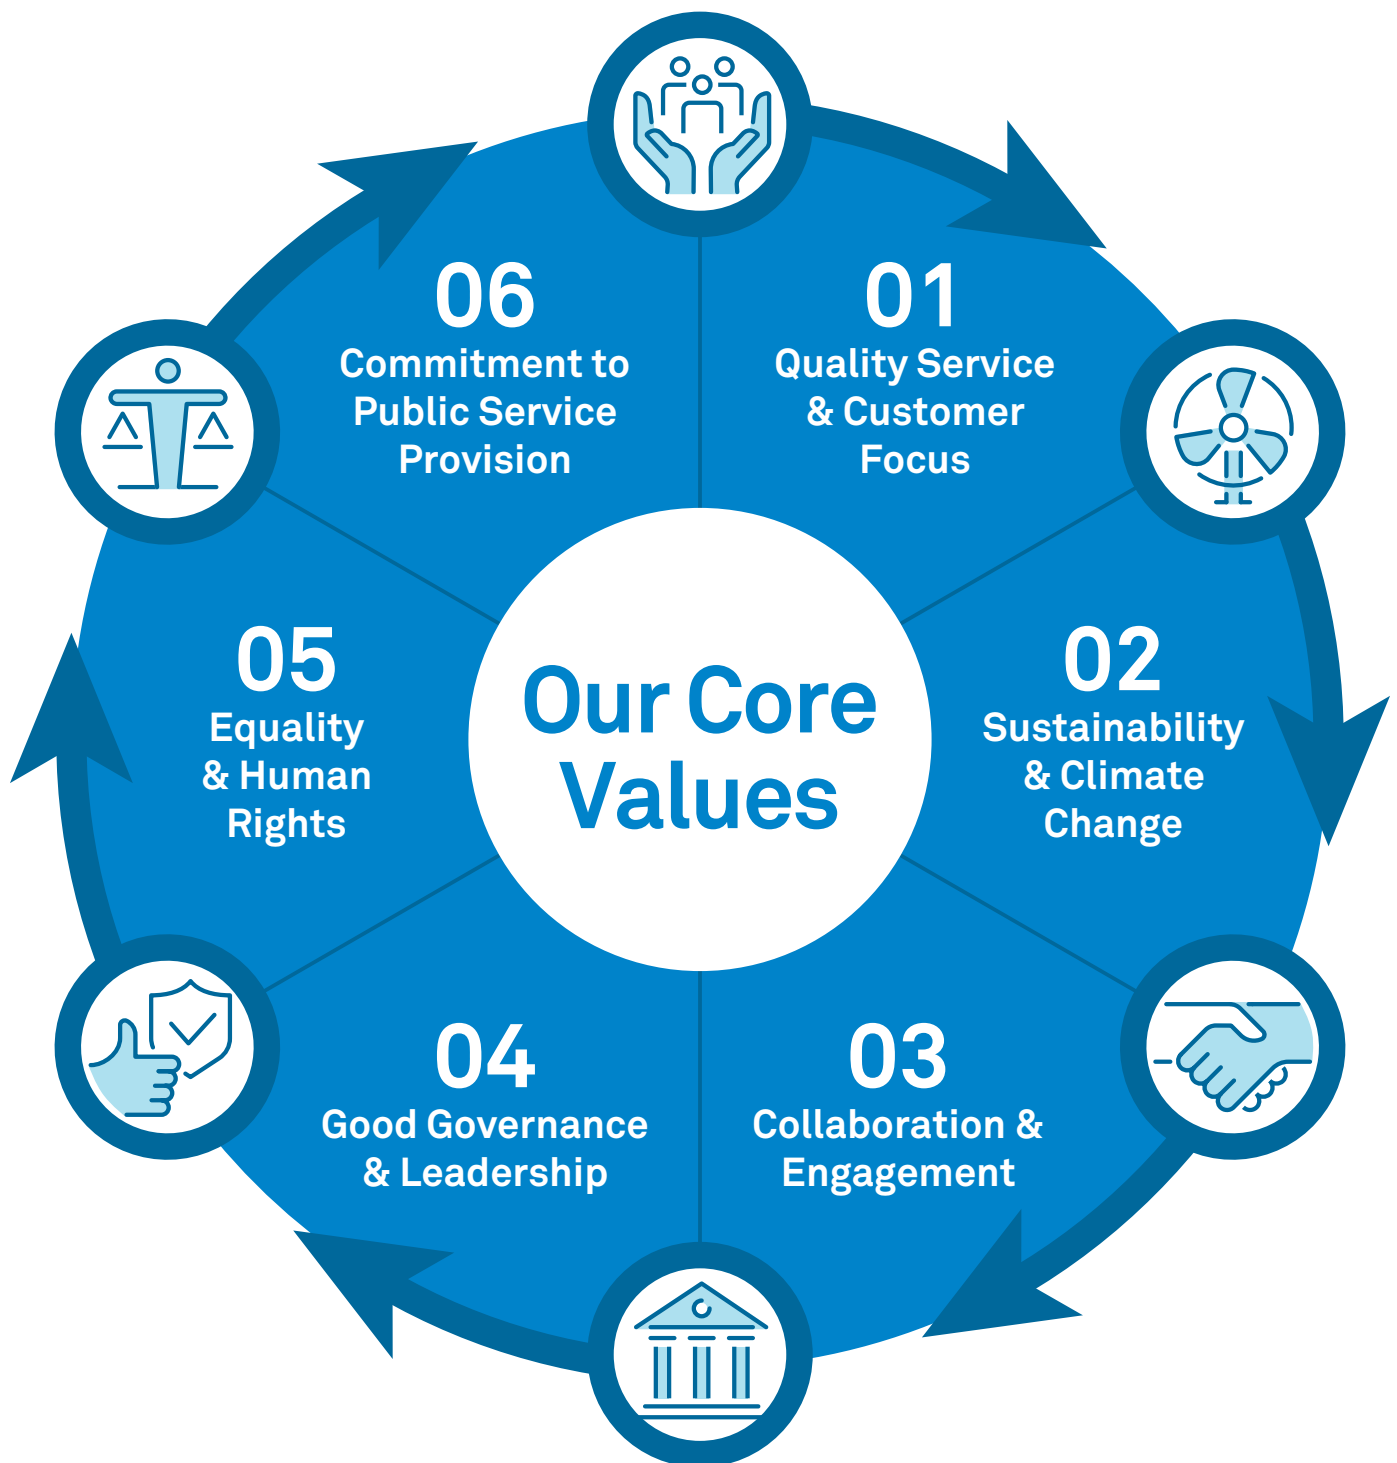 Our Core
Values
01
Quality Service
& Customer
Focus
02
Sustainability
& Climate
Change
03
Collaboration &
Engagement
04
Good Governance
& Leadership
05
Equality
& Human
Rights
06
Commitment to
Public Service
Provision